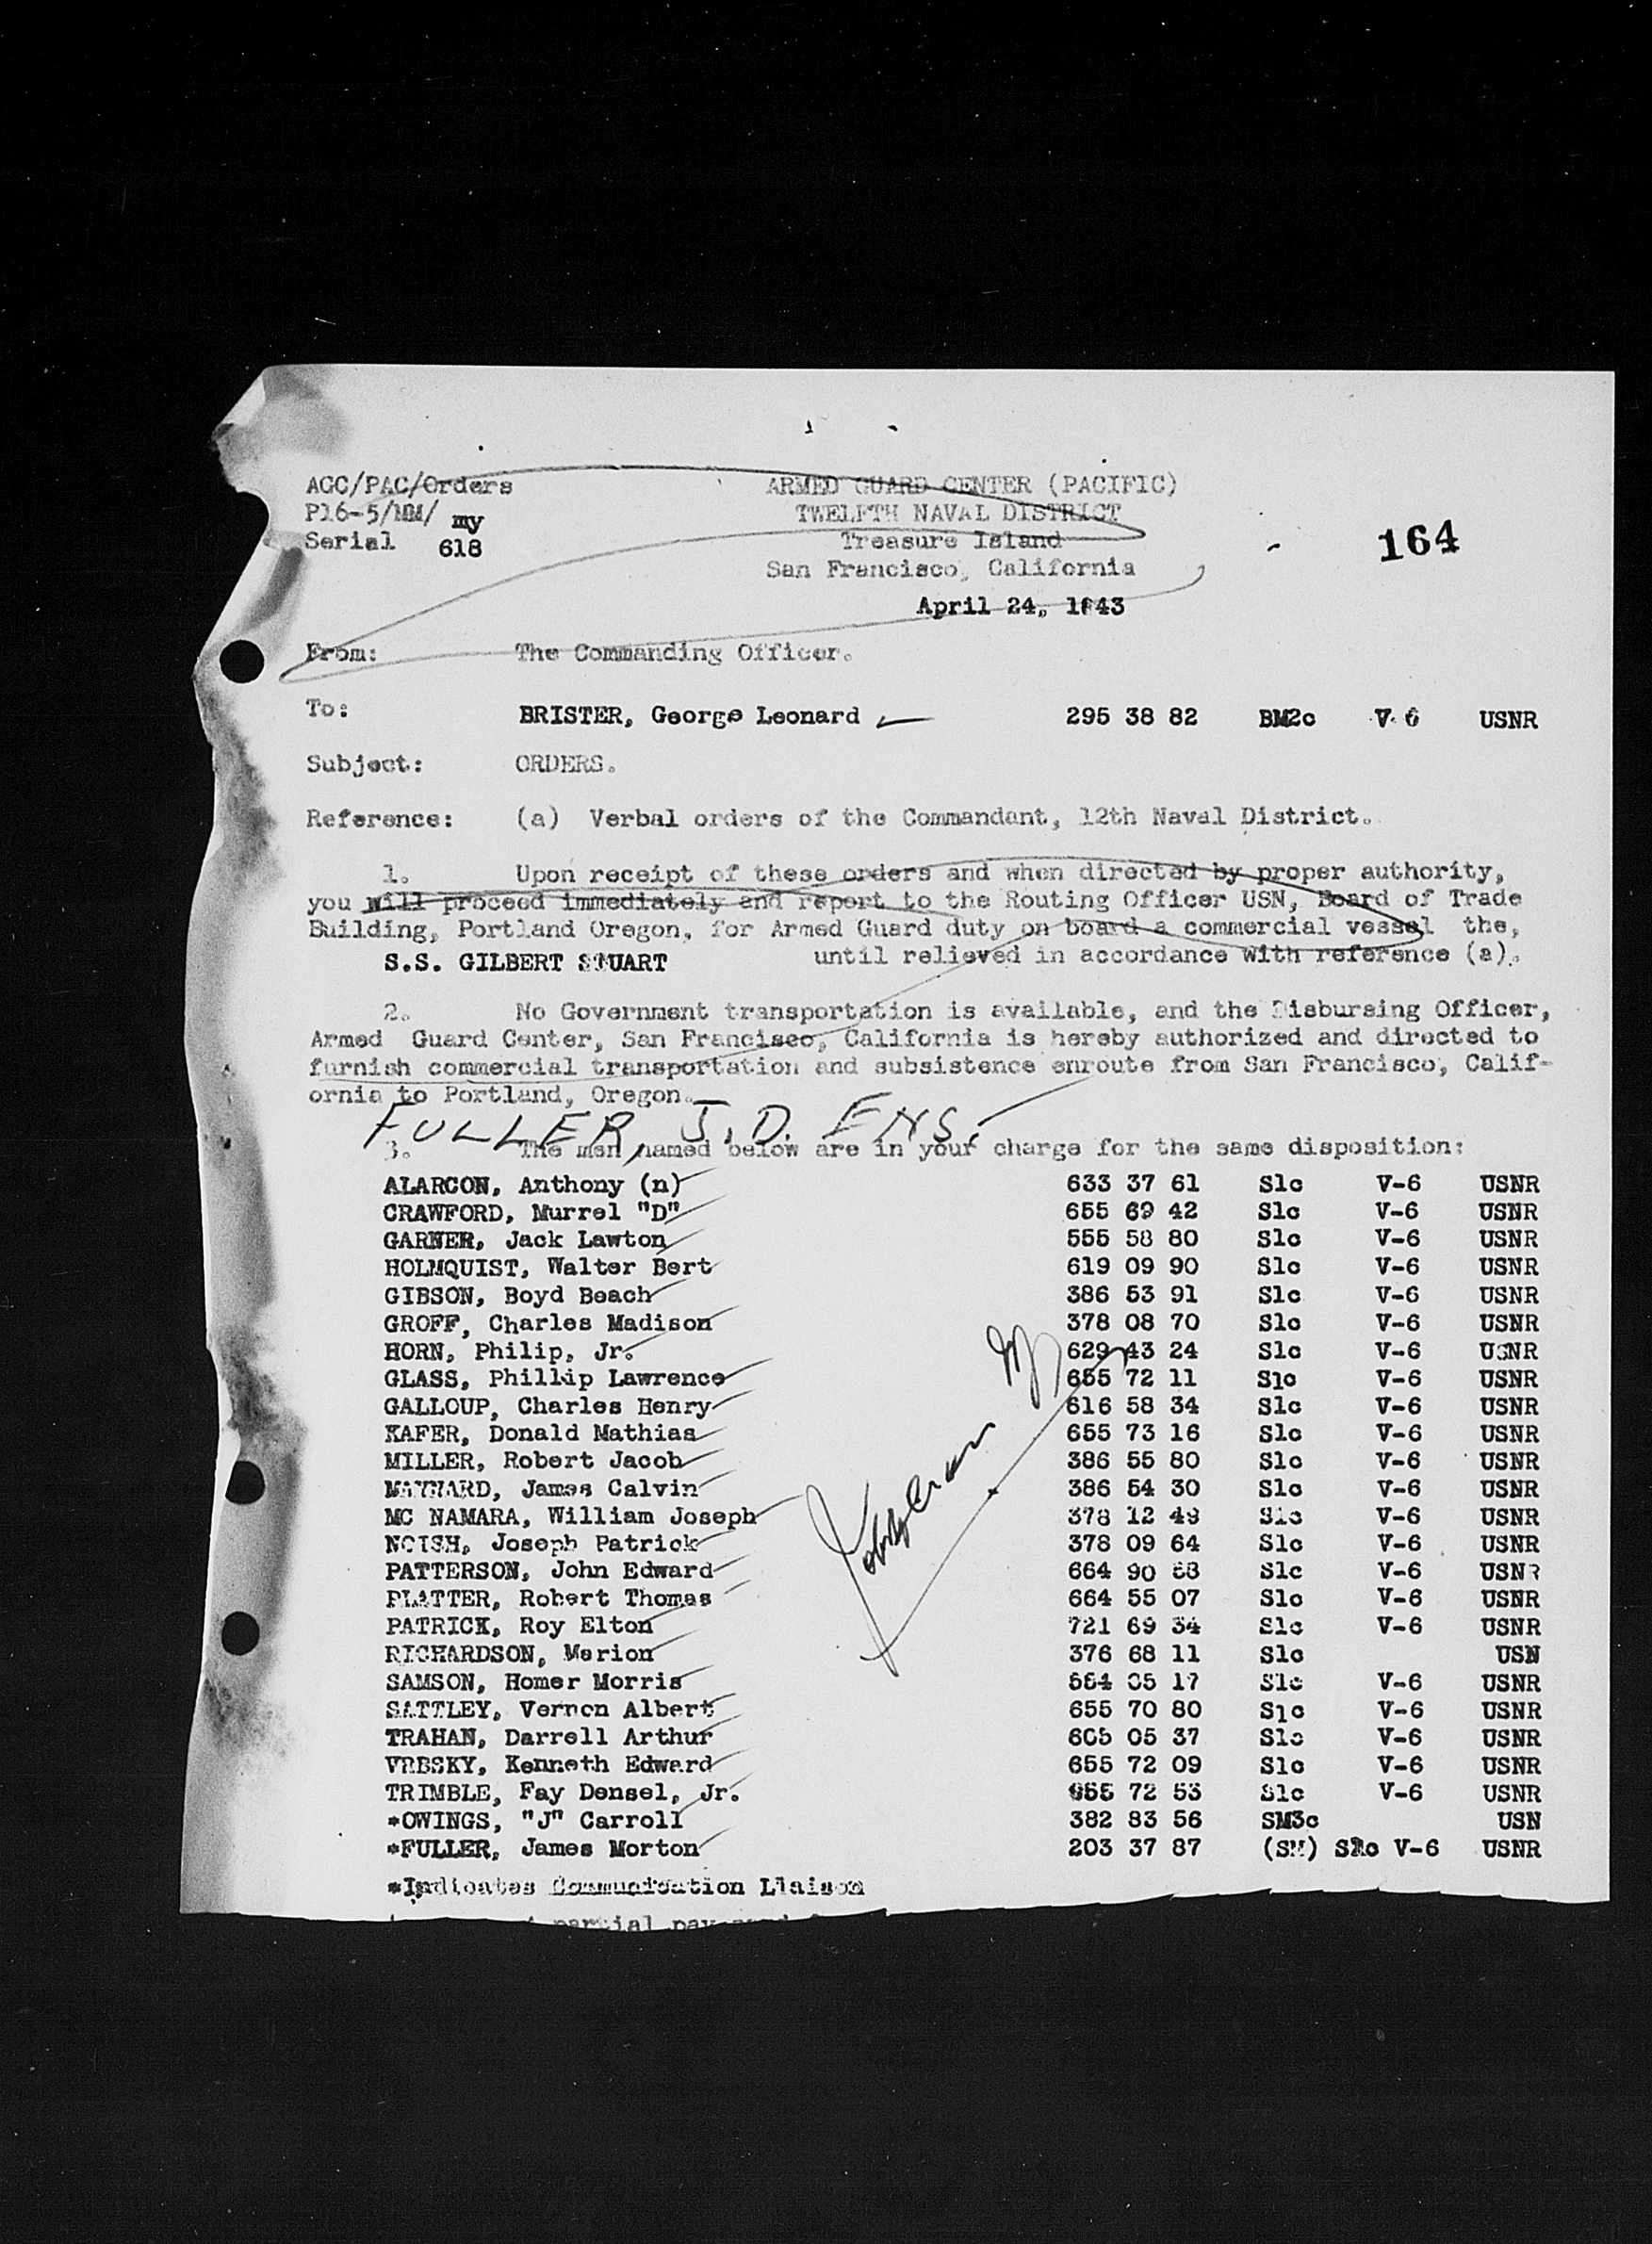 AGC/PAC/Orders
P16-5/MM/ my
Serial 618
ARMED GUARD CENTER (PACIFIC)
TWELFTH NAVAL DISTRICT
Treasure Island
San Francisco, California
164
April 24, 1943
From: The Commanding Officer.
To: BRISTER, George Leonard 295 38 82 BM2c V-6 USNR
Subject: ORDERS.
Reference: (a) Verbal orders of the Commandant, 12th Naval District.
1. Upon receipt of these orders and when directed by proper authority,
you will proceed immediately and report to the Routing Officer USN, Board of Trade
Building, Portland Oregon, for Armed Guard duty on board a commercial vessel the,
S.S. GILBERT STUART until relieved in accordance with reference (a).
2. No Government transportation is available, and the Disbursing Officer,
Armed Guard Center, San Francisco, California is hereby authorized and directed to
furnish commercial transportation and subsistence enroute from San Francisco, Calif-
ornia to Portland, Oregon.
FULLER, J.D. ENS.
3. The men named below are in your charge for the same disposition:
ALARCON, Anthony (n) 633 37 61 S1c V-6 USNR
CRAWFORD, Murrel "D" 655 69 42 S1c V-6 USNR
GARNER, Jack Lawton 555 58 80 S1c V-6 USNR
HOLMQUIST, Walter Bert 619 09 90 S1c V-6 USNR
GIBSON, Boyd Beach 386 53 91 S1c V-6 USNR
GROFF, Charles Madison 378 08 70 S1c V-6 USNR
HORN, Philip, Jr. 629 43 24 S1c V-6 USNR
GLASS, Phillip Lawrence 655 72 11 S1c V-6 USNR
GALLOUP, Charles Henry 616 58 34 S1c V-6 USNR
KAFER, Donald Mathias 655 73 16 S1c V-6 USNR
MILLER, Robert Jacob 386 55 80 S1c V-6 USNR
MAYNARD, James Calvin 386 54 30 S1c V-6 USNR
MC NAMARA, William Joseph 378 12 49 S1c V-6 USNR
NOISH, Joseph Patrick 378 09 64 S1c V-6 USNR
PATTERSON, John Edward 664 90 S1c V-6 USNR
PLATTER, Robert Thomas 664 55 07 S1c V-6 USNR
PATRICK, Roy Elton 721 69 34 S1c V-6 USNR
RICHARDSON, Marion 376 68 11 S1c USN
SAMSON, Homer Morris 17 S1c V-6 USNR
SATTLEY, Vernon Albert 655 70 80 S1c V-6 USNR
TRAHAN, Darrell Arthur 05 37 S1c V-6 USNR
VRBSKY, Kenneth Edward 655 72 09 S1c V-6 USNR
TRIMBLE, Fay Densel, Jr. 655 72 53 S1c V-6 USNR
*OWINGS, "J" Carroll 382 83 56 SM3c USN
*FULLER, James Morton 203 37 87 (SM) S2c V-6 USNR
*Indicates Communication Liaison
partial pay